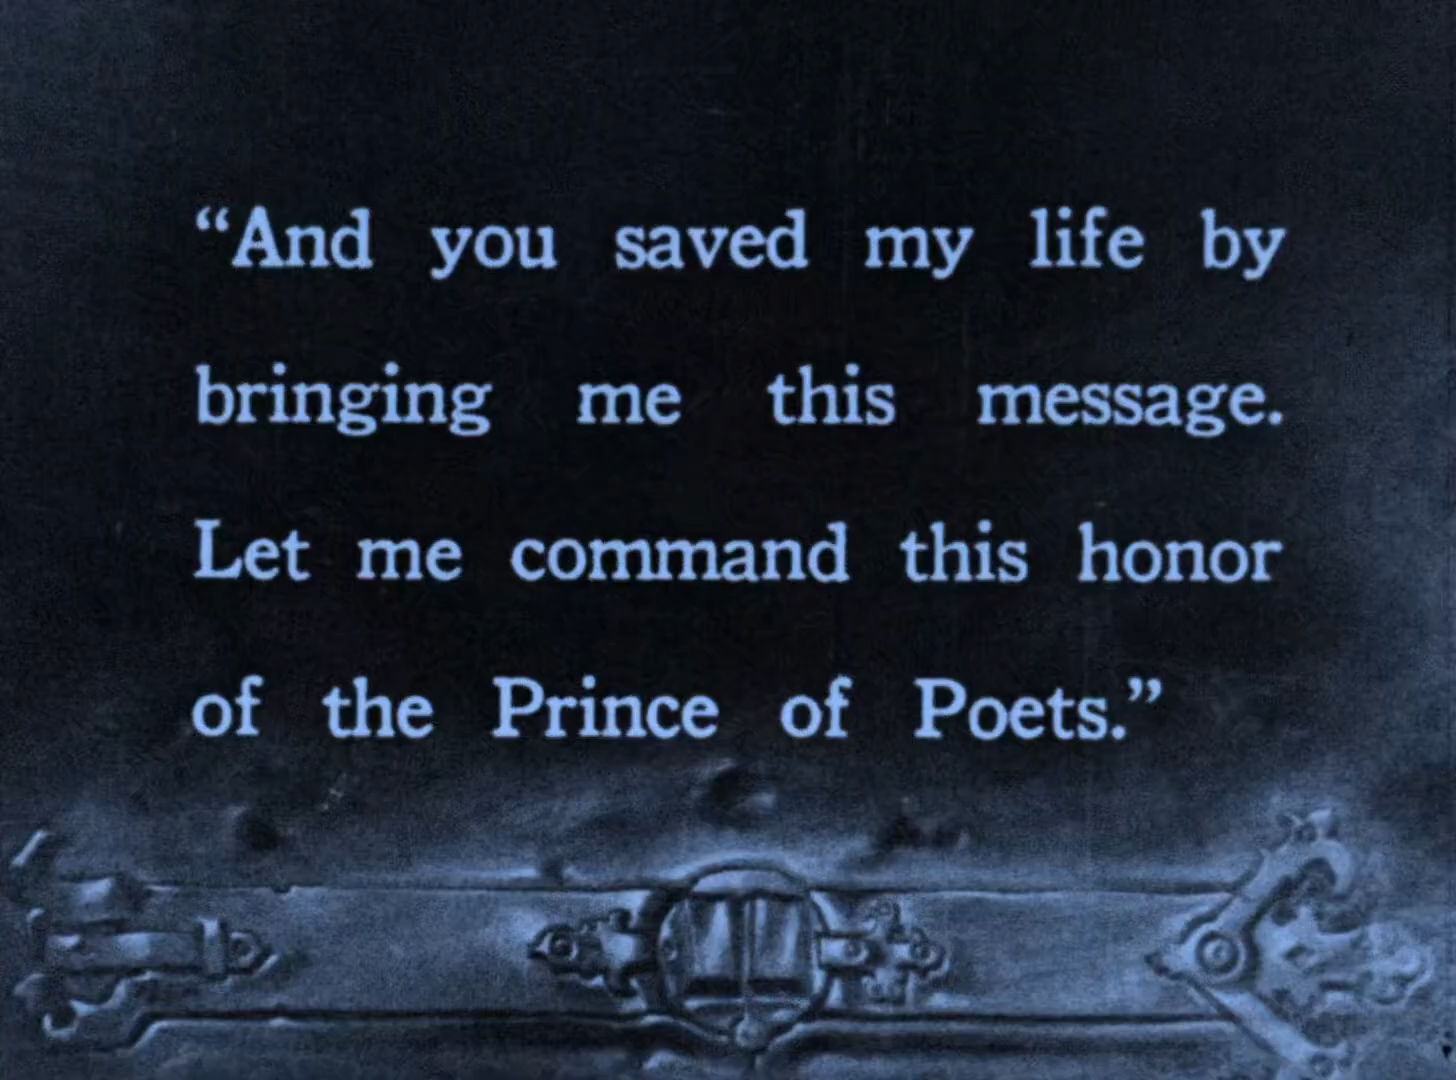 “And you saved my life by
bringing me this message.
Let me command this honor
of the Prince of Poets.”